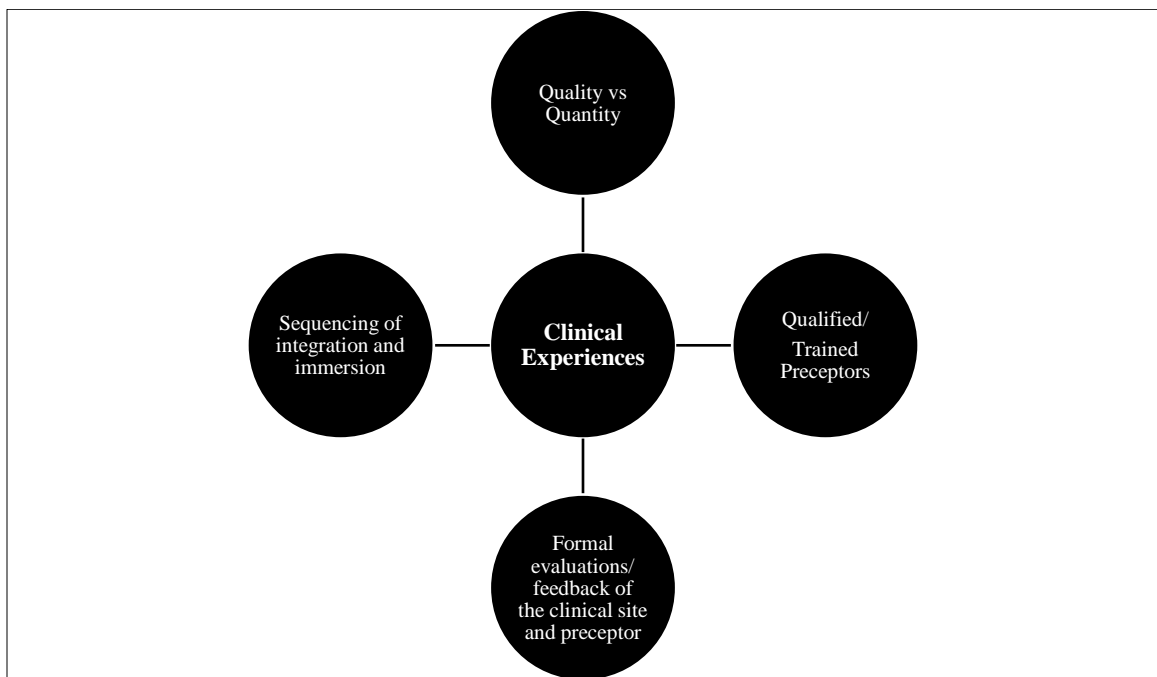 Quality vs
Quantity
Sequencing of
integration and
immersion
Clinical
Experiences
Qualified/
Trained
Preceptors
Formal
evaluations/
feedback of
the clinical site
and preceptor